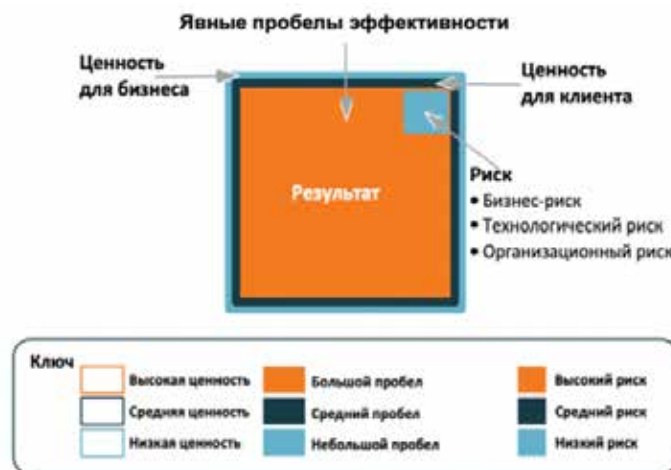 Явные пробелы эффективности
Ценность
для бизнеса
Ценность
для клиента
Результат
Риск
• Бизнес-риск
• Технологический риск
• Организационный риск
Ключ
Высокая ценность
Большой пробел
Высокий риск
Средняя ценность
Средний пробел
Средний риск
Низкая ценность
Небольшой пробел
Низкий риск